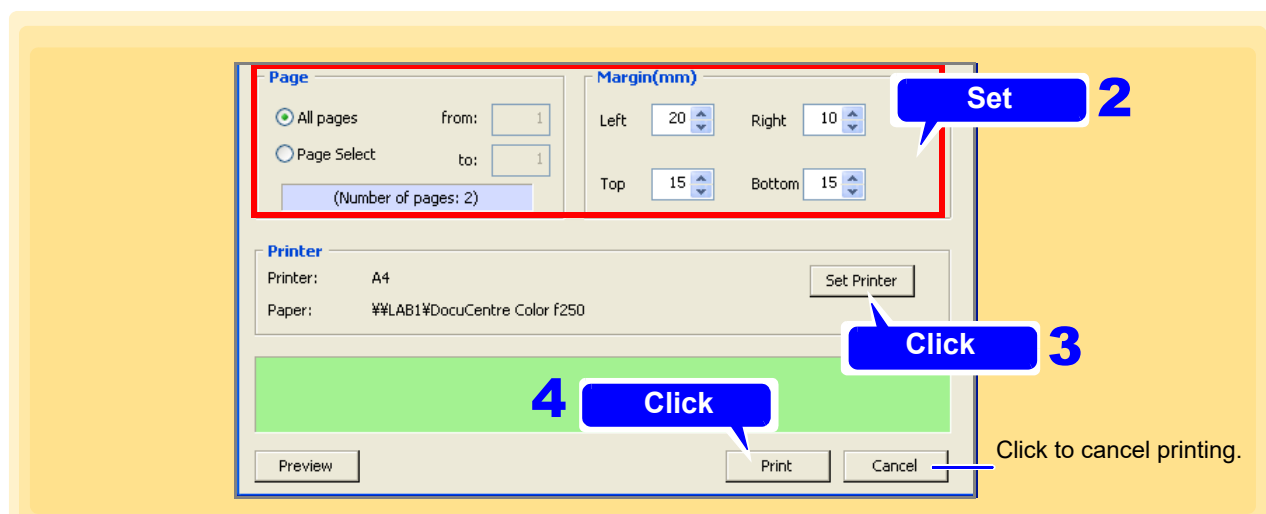 Page
All pages from: 1
Page Select to: 1
(Number of pages: 2)
Margin(mm)
Left 20 Right 10
Top 15 Bottom 15
Set 2
Printer
Printer: A4
Set Printer
Paper: ¥¥LAB1¥DocuCentre Color f250
Click 3
4 Click
Preview Print Cancel
Click to cancel printing.